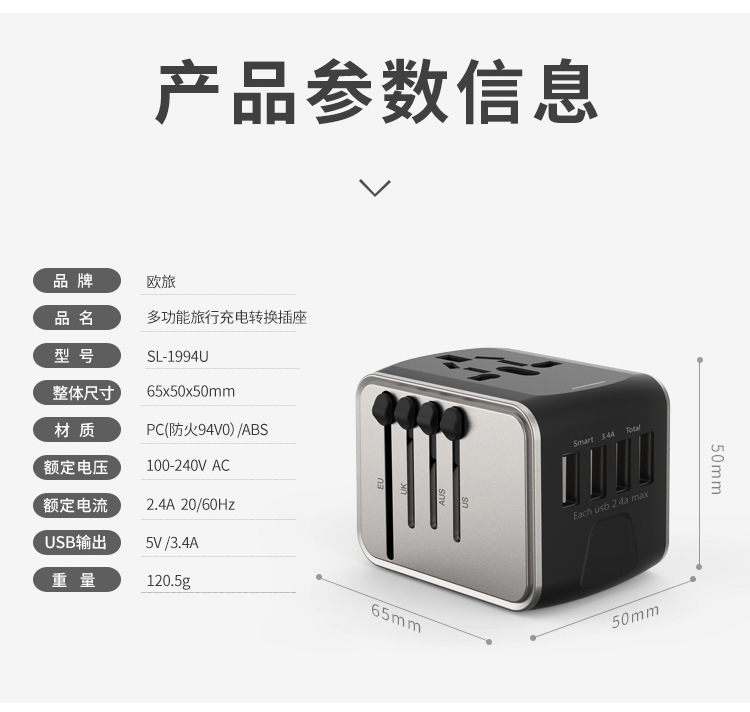 产品参数信息
品牌 欧旅
品名 多功能旅行充电转换插座
型号 SL-1994U
整体尺寸 65x50x50mm
材质 PC(防火94V0)/ABS
额定电压 100-240V AC
额定电流 2.4A 20/60Hz
USB输出 5V/3.4A
重量 120.5g
EU UK AUS US
Smart 3.4A Total
Each usb 2.4a max
50mm
65mm
50mm